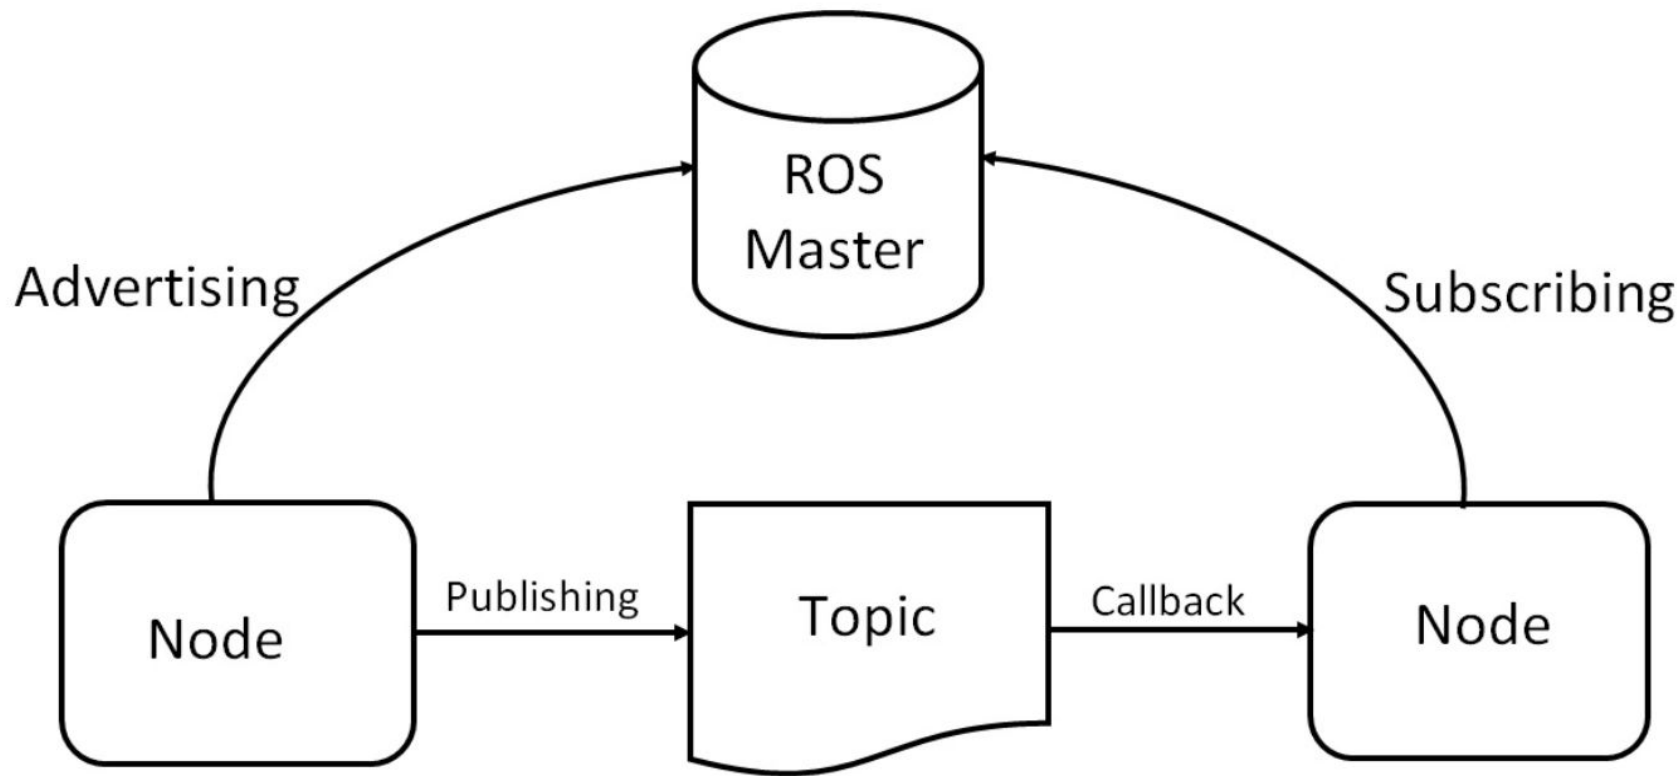 ROS
Master
Advertising
Subscribing
Node
Publishing
Topic
Callback
Node